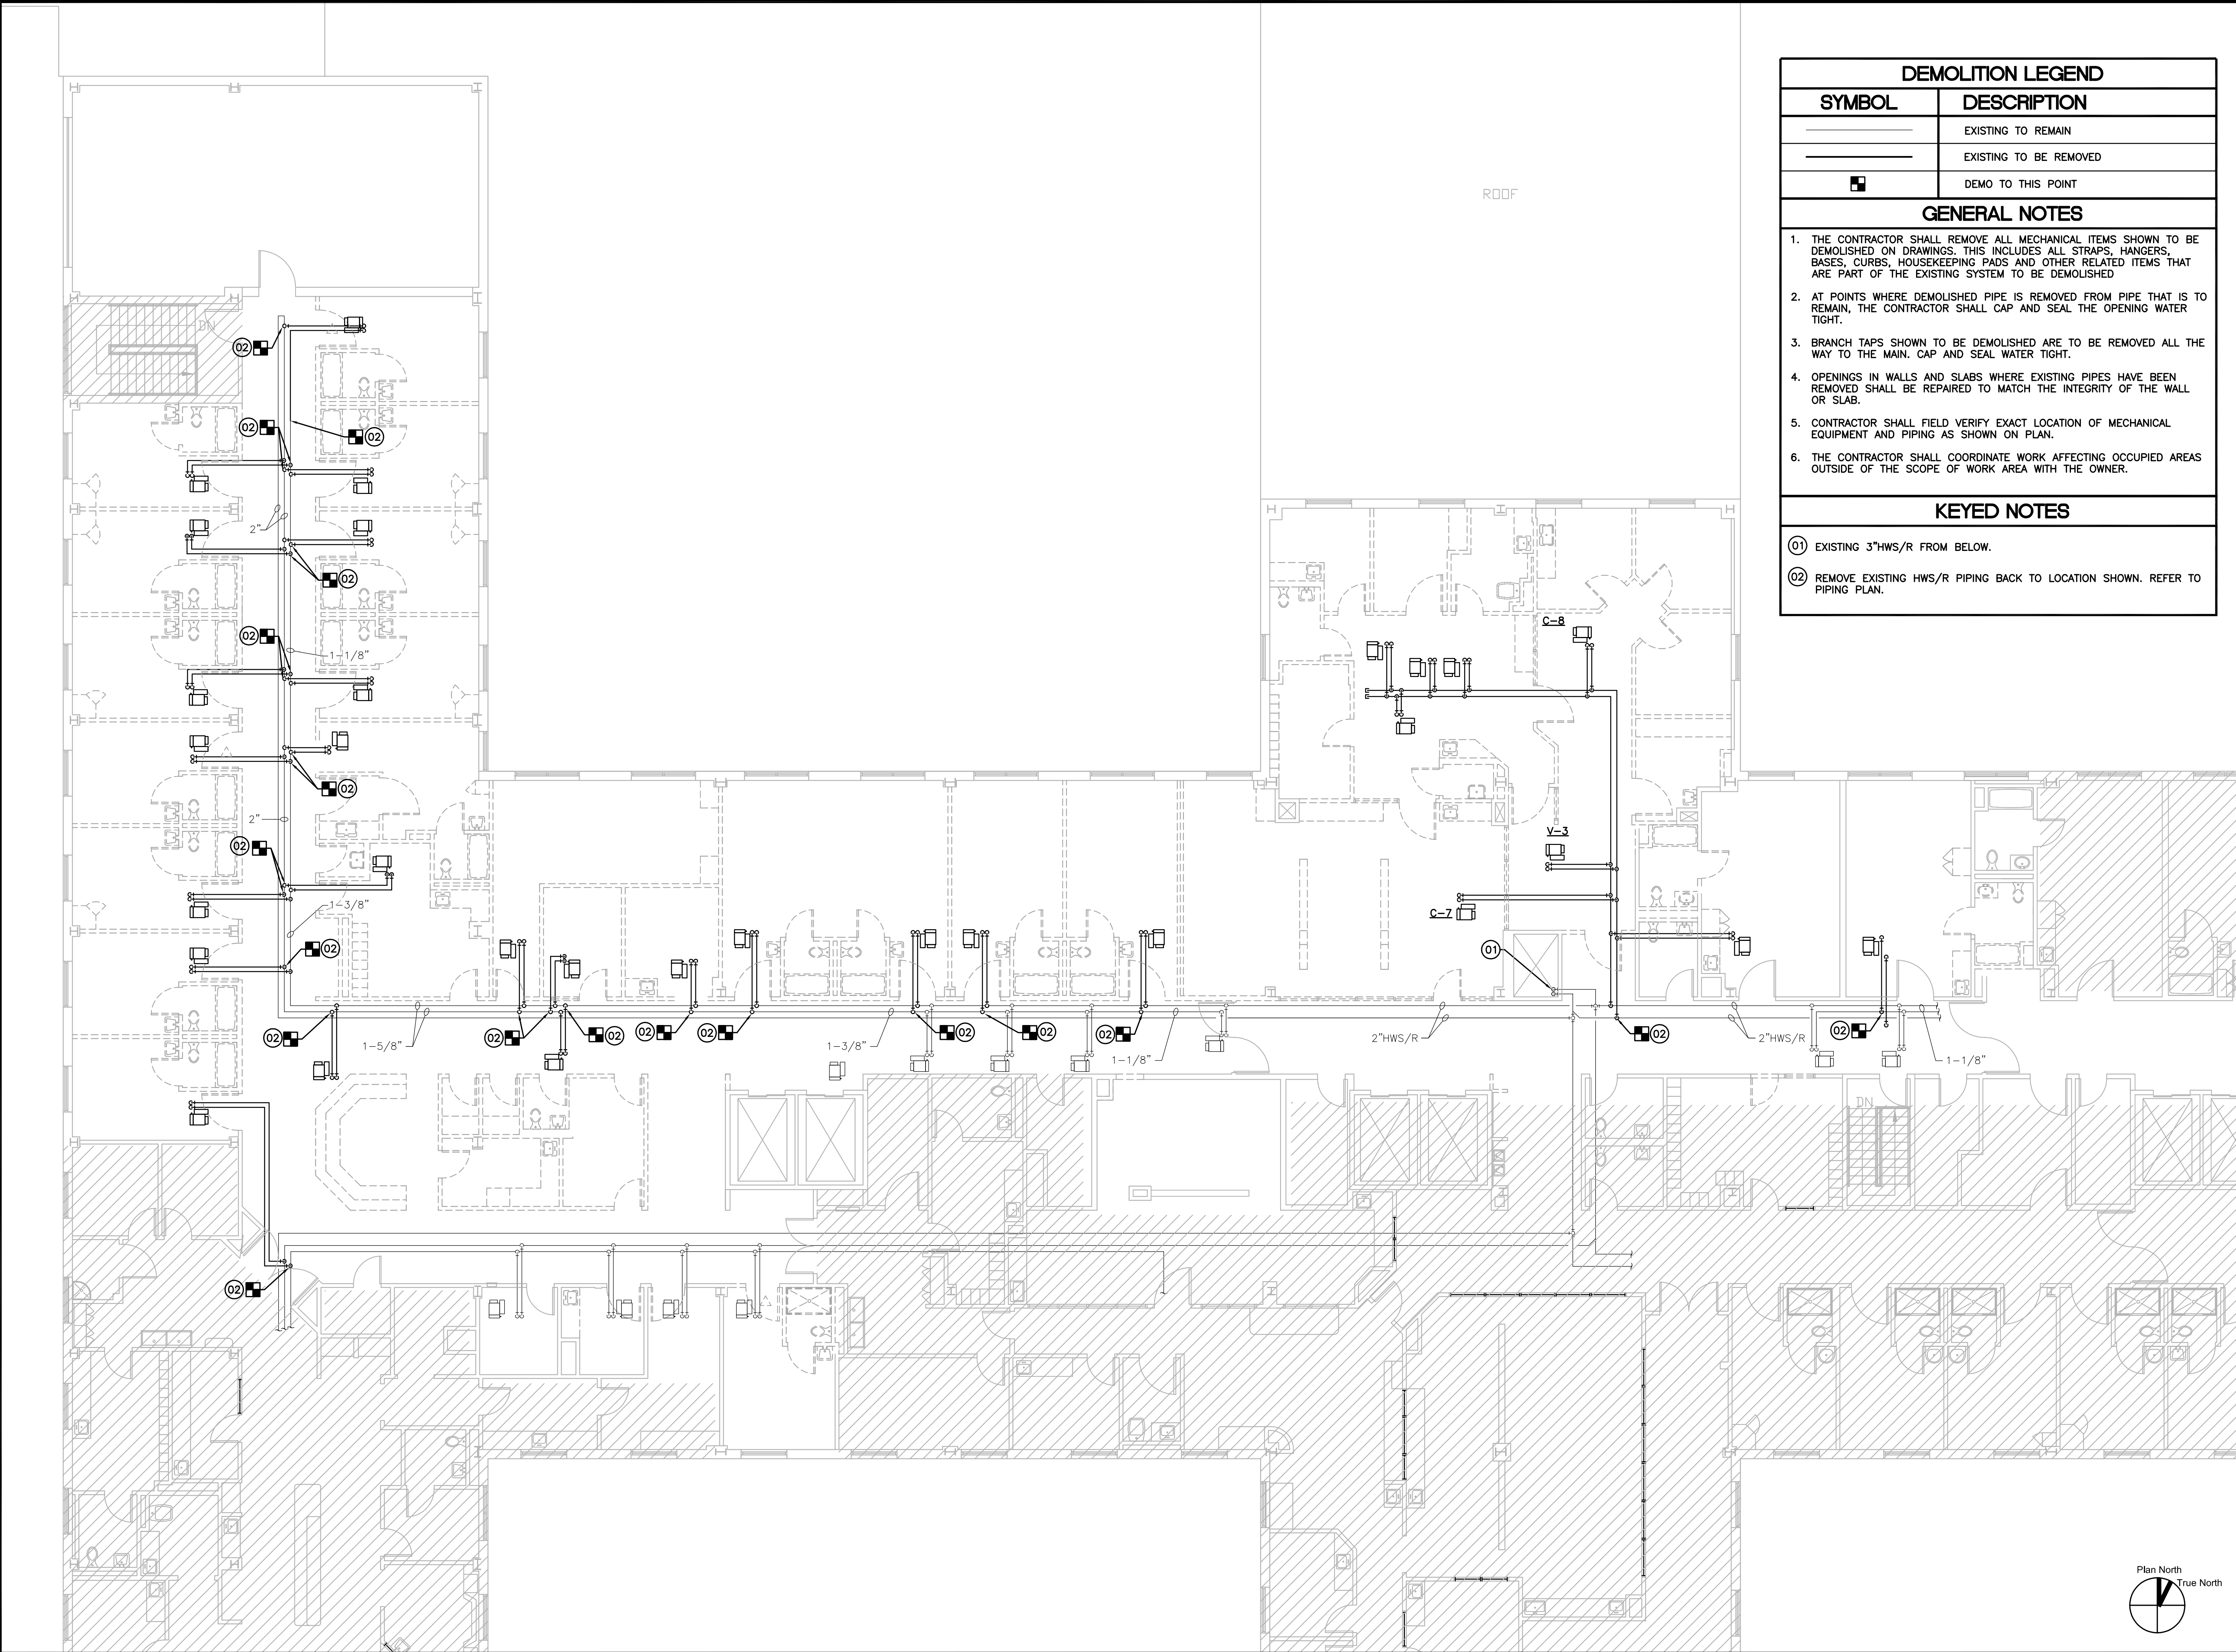 DEMOLITION LEGEND
SYMBOL DESCRIPTION
EXISTING TO REMAIN
EXISTING TO BE REMOVED
DEMO TO THIS POINT
GENERAL NOTES
1. THE CONTRACTOR SHALL REMOVE ALL MECHANICAL ITEMS SHOWN TO BE
DEMOLISHED ON DRAWINGS. THIS INCLUDES ALL STRAPS, HANGERS,
BASES, CURBS, HOUSEKEEPING PADS AND OTHER RELATED ITEMS THAT
ARE PART OF THE EXISTING SYSTEM TO BE DEMOLISHED
2. AT POINTS WHERE DEMOLISHED PIPE IS REMOVED FROM PIPE THAT IS TO
REMAIN, THE CONTRACTOR SHALL CAP AND SEAL THE OPENING WATER
TIGHT.
3. BRANCH TAPS SHOWN TO BE DEMOLISHED ARE TO BE REMOVED ALL THE
WAY TO THE MAIN. CAP AND SEAL WATER TIGHT.
4. OPENINGS IN WALLS AND SLABS WHERE EXISTING PIPES HAVE BEEN
REMOVED SHALL BE REPAIRED TO MATCH THE INTEGRITY OF THE WALL
OR SLAB.
5. CONTRACTOR SHALL FIELD VERIFY EXACT LOCATION OF MECHANICAL
EQUIPMENT AND PIPING AS SHOWN ON PLAN.
6. THE CONTRACTOR SHALL COORDINATE WORK AFFECTING OCCUPIED AREAS
OUTSIDE OF THE SCOPE OF WORK AREA WITH THE OWNER.
KEYED NOTES
01 EXISTING 3"HWS/R FROM BELOW.
02 REMOVE EXISTING HWS/R PIPING BACK TO LOCATION SHOWN. REFER TO
PIPING PLAN.
ROOF
DN
02
02
02
2"
02
02
1-1/8"
C-8
02
2"
V-3
02
1-3/8"
C-7
02
01
02
1-5/8"
02
02
02
02
1-3/8"
02
02
02
1-1/8"
2"HWS/R
02
2"HWS/R
02
1-1/8"
DN
02
Plan North
True North